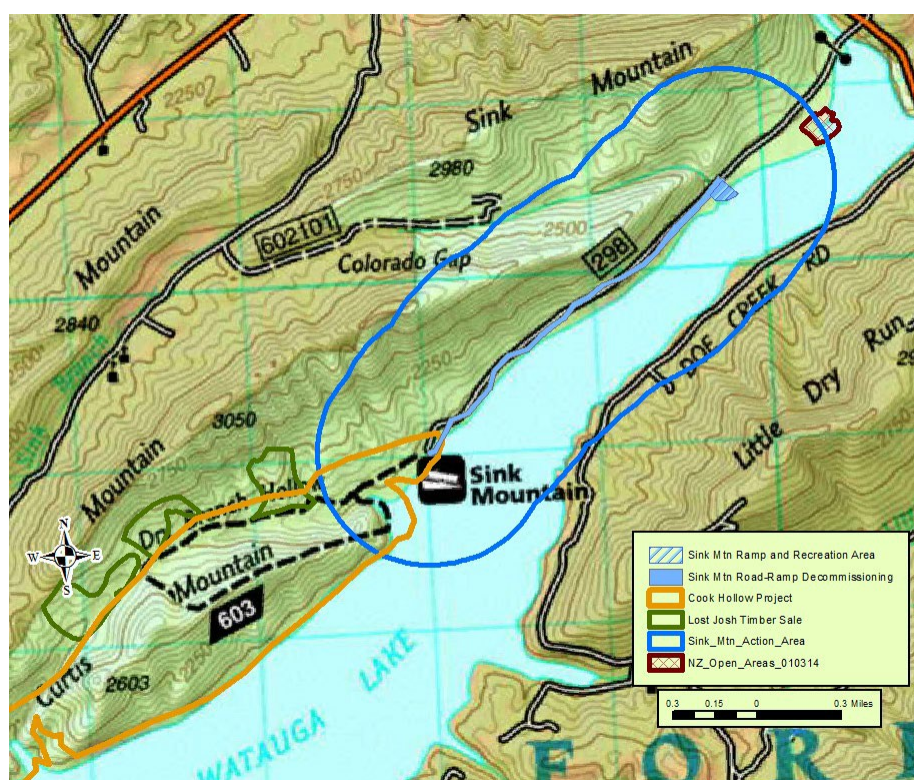 2250
Sink
Mountain
2750
2980
602101
Mountain
Colorado Gap
2500
298
2840
DOE CREEK RD
2250
Little
Dry
Run
3050
Sink
Branch
Mountain
2750
Sink
Mountain
N
W
E
S
Mountain
603
Curtis
2603
2250
WATAUGA
LAKE
F O R
Sink Mtn Ramp and Recreation Area
Sink Mtn Road-Ramp Decommissioning
Cook Hollow Project
Lost Josh Timber Sale
Sink_Mtn_Action_Area
NZ_Open_Areas_010314
0.3 0.15 0 0.3 Miles